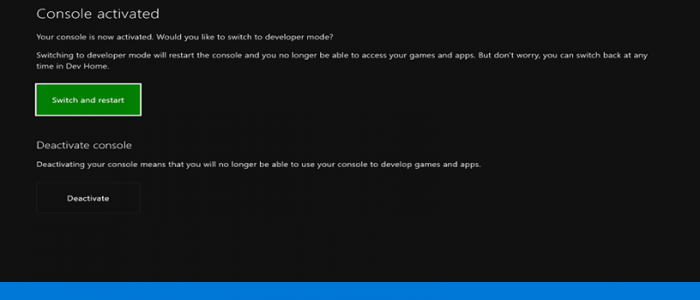 Console activated
Your console is now activated. Would you like to switch to developer mode?
Switching to developer mode will restart the console and you no longer be able to access your games and apps. But don't worry, you can switch back at any
time in Dev Home.
Switch and restart
Deactivate console
Deactivating your console means that you will no longer be able to use your console to develop games and apps.
Deactivate